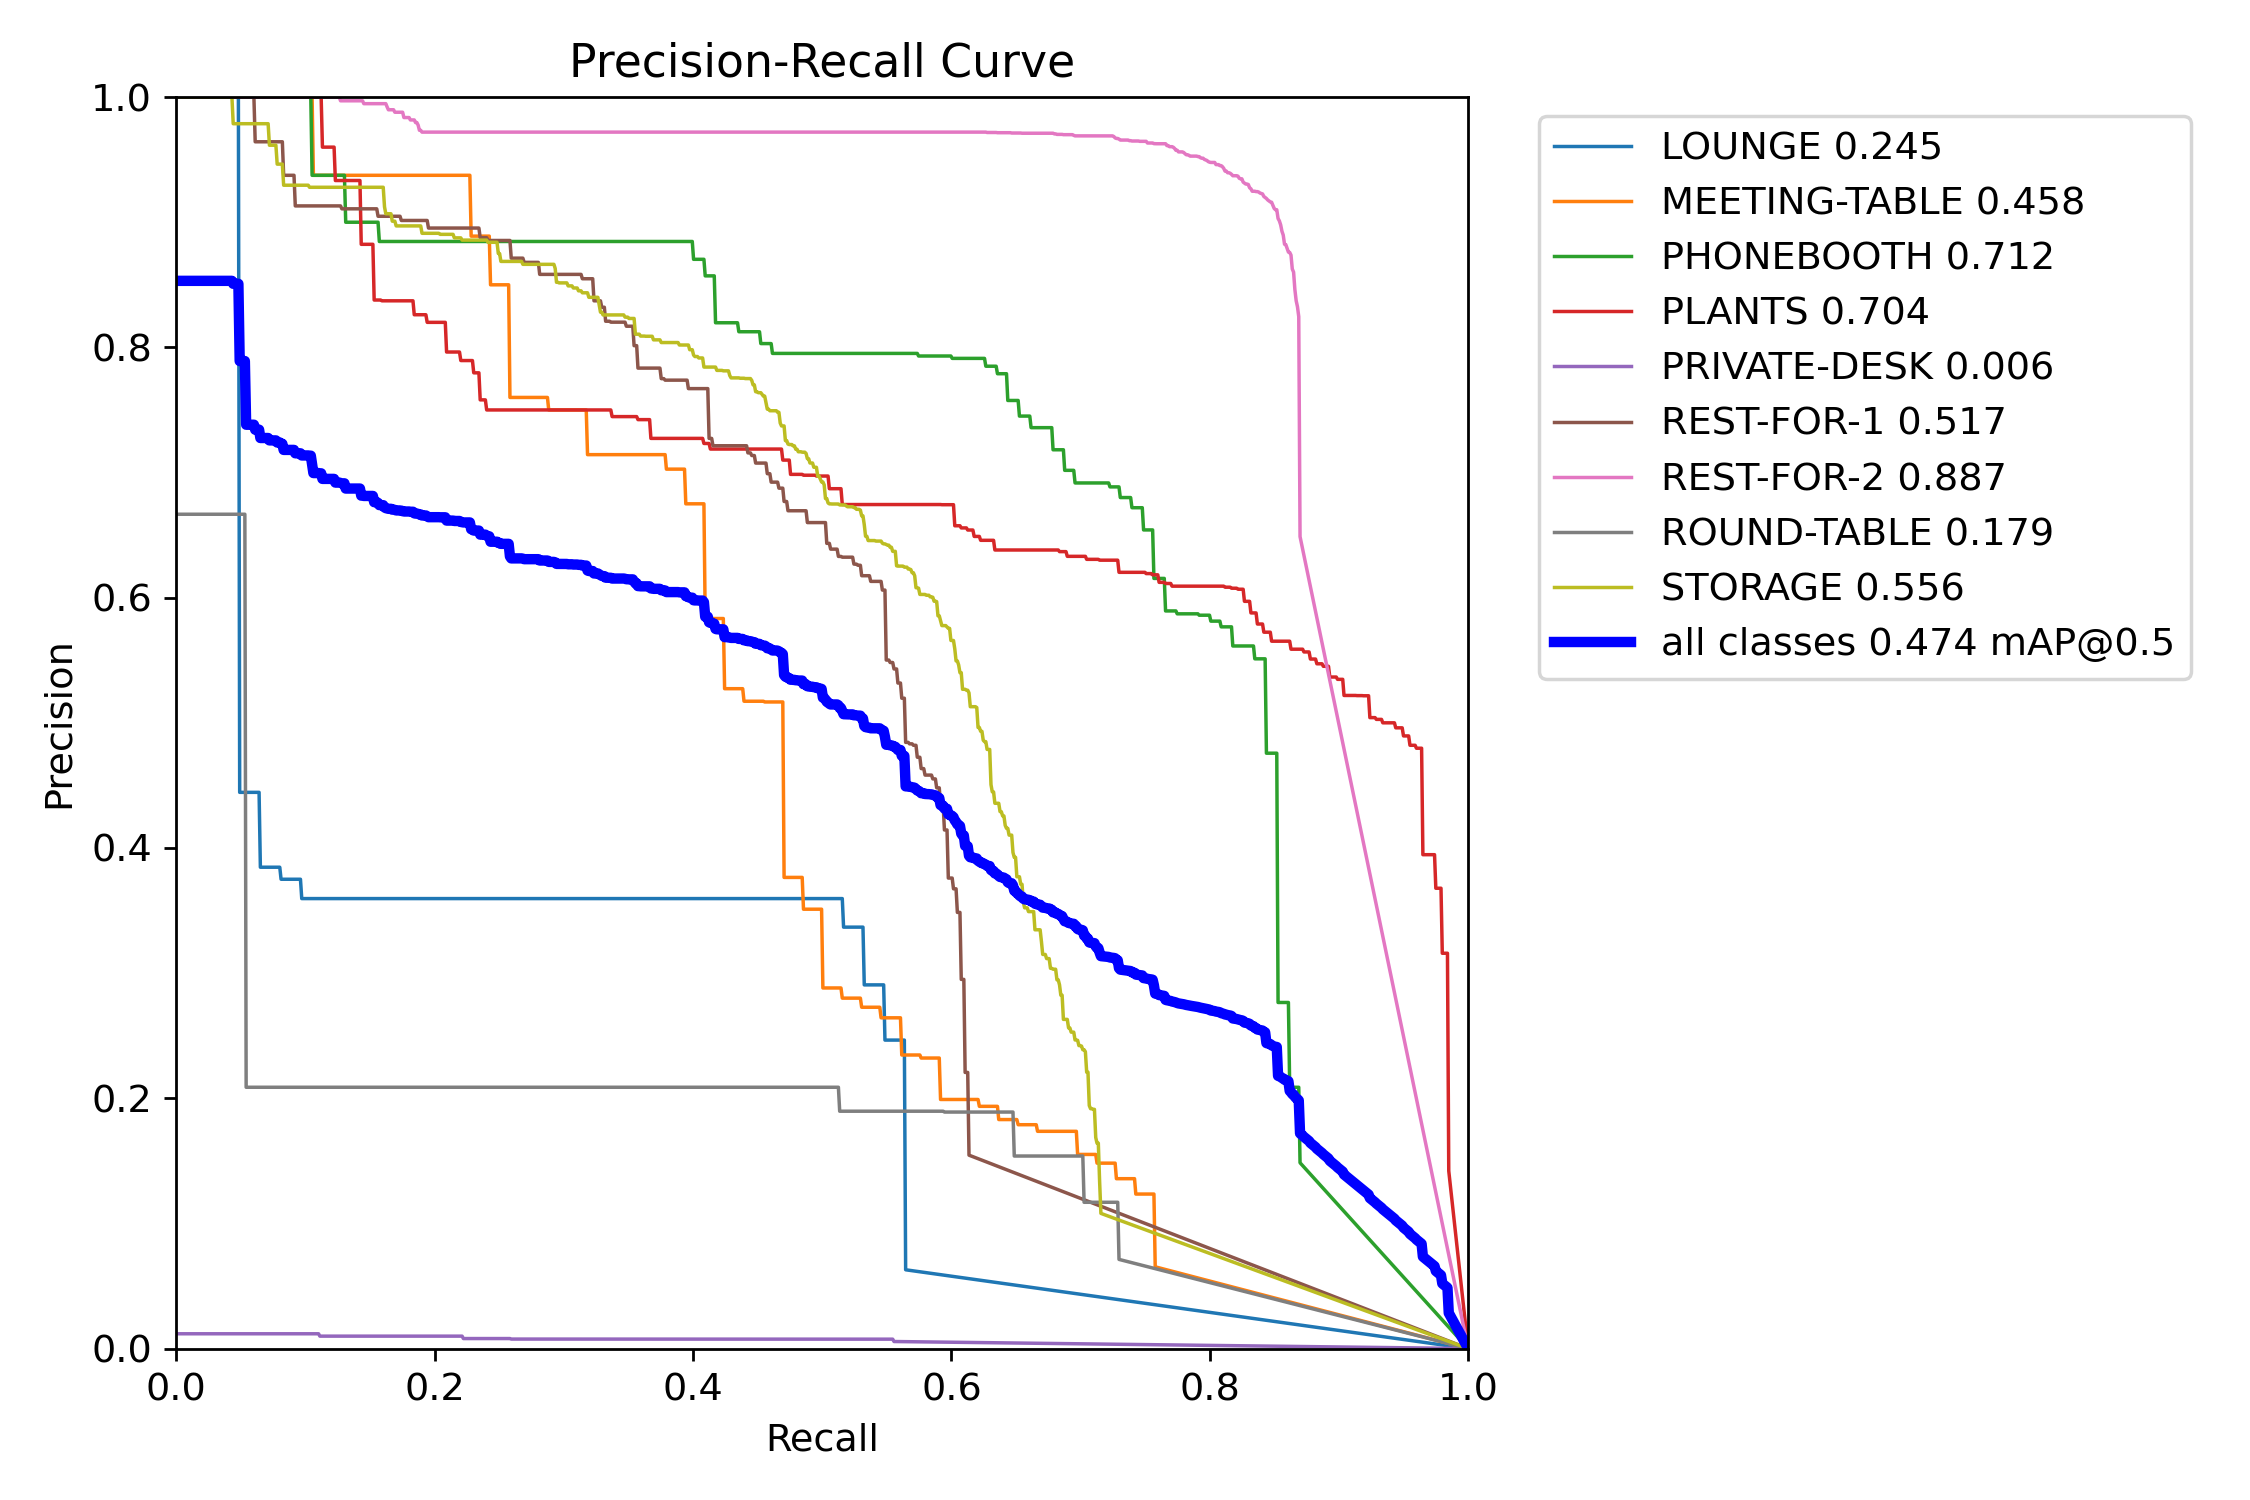 Precision-Recall Curve
1.0
0.8
0.6
0.4
0.2
0.0
Precision
0.0 0.2 0.4 0.6 0.8 1.0
Recall
LOUNGE 0.245
MEETING-TABLE 0.458
PHONEBOOTH 0.712
PLANTS 0.704
PRIVATE-DESK 0.006
REST-FOR-1 0.517
REST-FOR-2 0.887
ROUND-TABLE 0.179
STORAGE 0.556
all classes 0.474 mAP@0.5